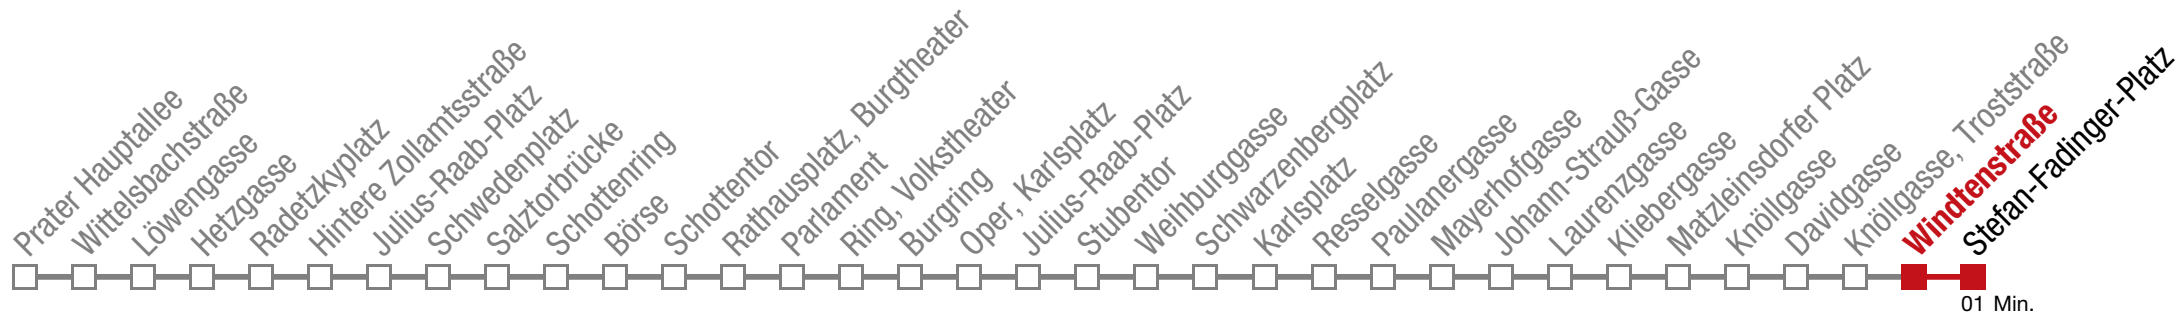 Prater Hauptallee
Wittelsbachstraße
Löwengasse
Hetzgasse
Radetzkyplatz
Hintere Zollamtsstraße
Julius-Raab-Platz
Schwedenplatz
Salztorbrücke
Schottenring
Börse
Schottentor
Rathausplatz, Burgtheater
Parlament
Ring, Volkstheater
Burgring
Oper, Karlsplatz
Julius-Raab-Platz
Stubentor
Weihburggasse
Schwarzenbergplatz
Karlsplatz
Resselgasse
Paulanergasse
Mayerhofgasse
Johann-Strauß-Gasse
Laurenzgasse
Kliebergasse
Matzleinsdorfer Platz
Knöllgasse
Davidgasse
Knöllgasse, Troststraße
Windtenstraße
Stefan-Fadinger-Platz
01 Min.